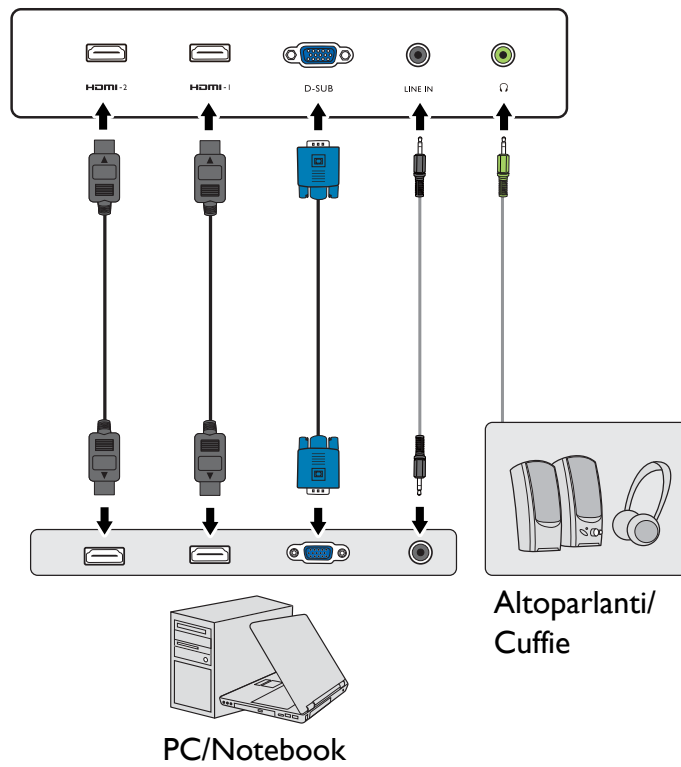 HDMI-2
HDMI-1
D-SUB
LINE IN
Altoparlanti/
Cuffie
PC/Notebook